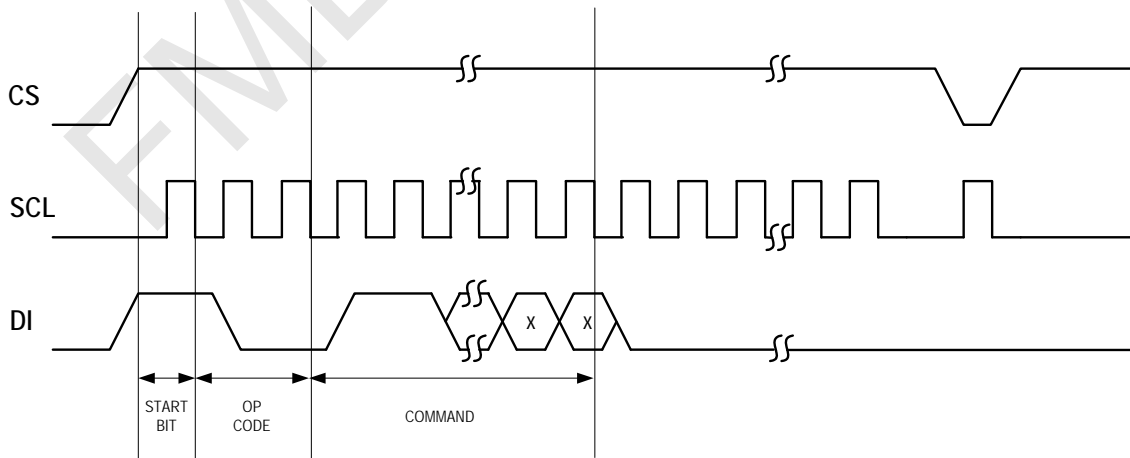 CS
SCL
DI
X X
START
BIT
OP
CODE
COMMAND